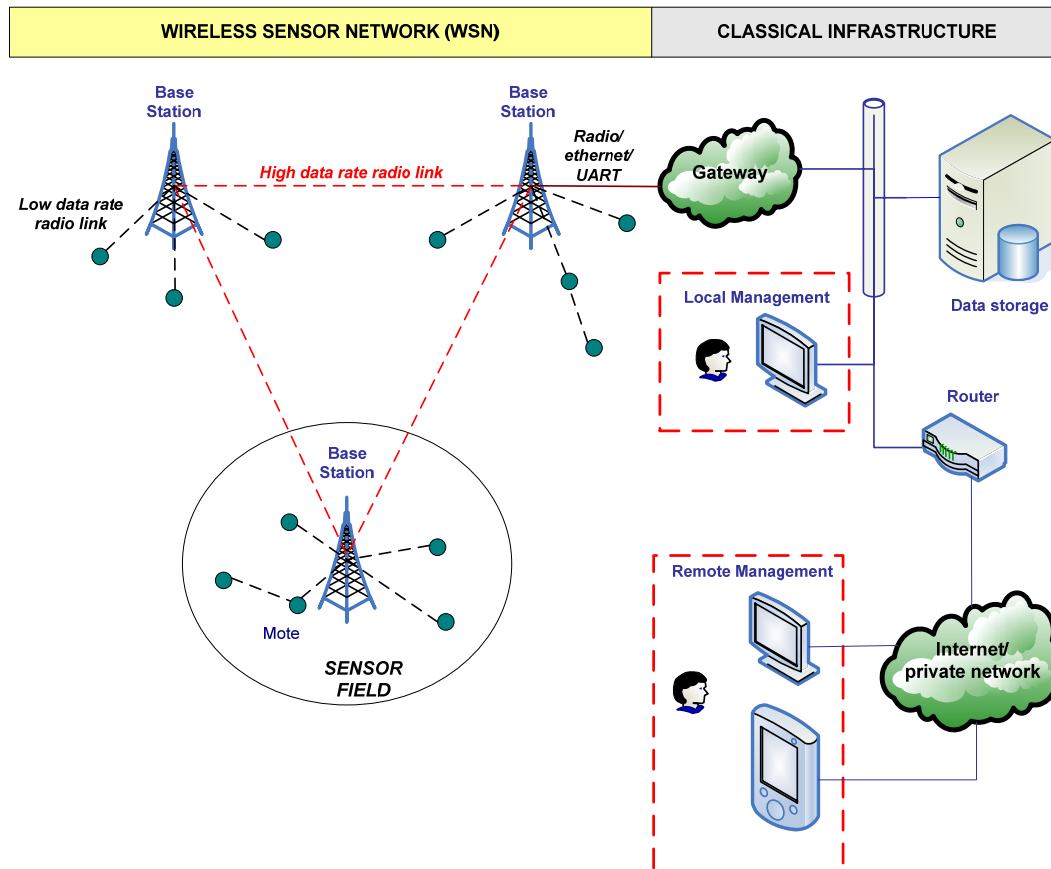 WIRELESS SENSOR NETWORK (WSN)
CLASSICAL INFRASTRUCTURE
Base
Station
Base
Station
Radio/
ethernet/
UART
High data rate radio link
Gateway
Low data rate
radio link
Local Management
Data storage
Router
Base
Station
Remote Management
Mote
SENSOR
FIELD
Internet/
private network